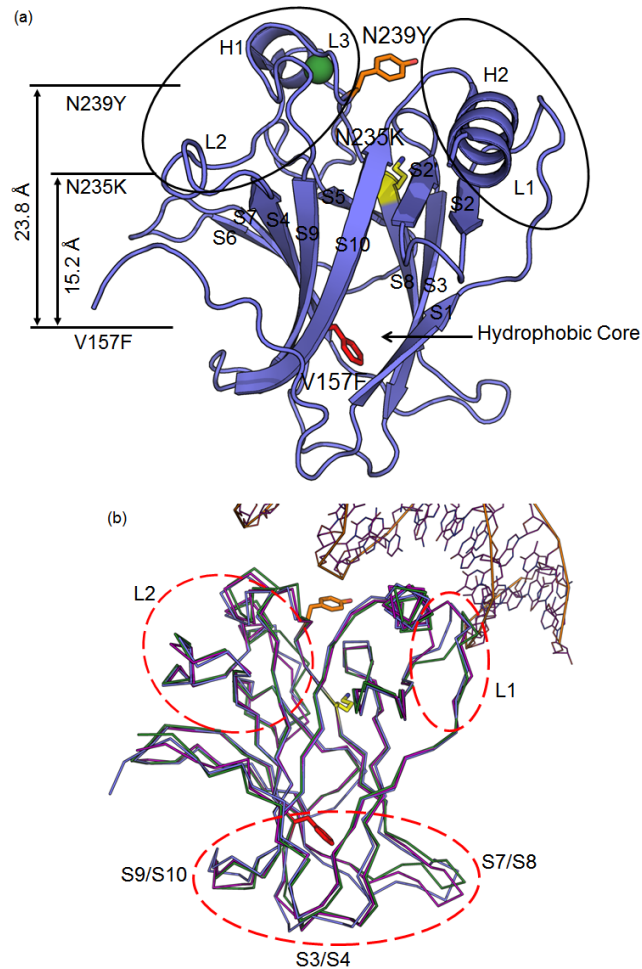 (a)
N239Y
L3
H1
H2
N239Y
L2
N235K
N235K
S2
L1
S5
S2
S7
S4
S6
S9
S10
S8
S3
S1
23.8 Å
15.2 Å
V157F
Hydrophobic Core
V157F
(b)
L2
L1
S9/S10
S7/S8
S3/S4